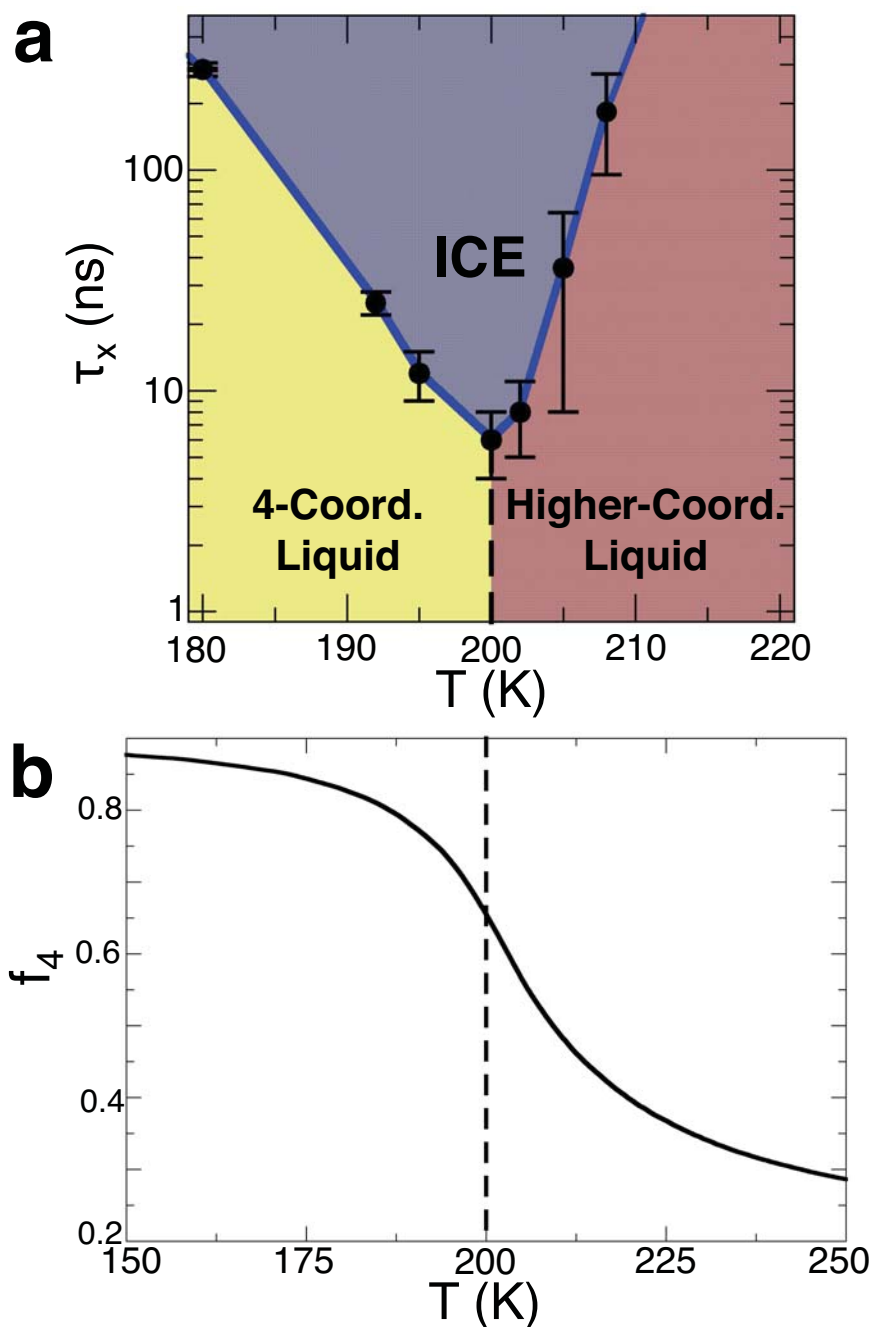 a
τx (ns)
100
10
1
ICE
4-Coord.
Liquid
Higher-Coord.
Liquid
180 190 200 210 220
T (K)
b
f4
0.8
0.6
0.4
0.2
150 175 200 225 250
T (K)